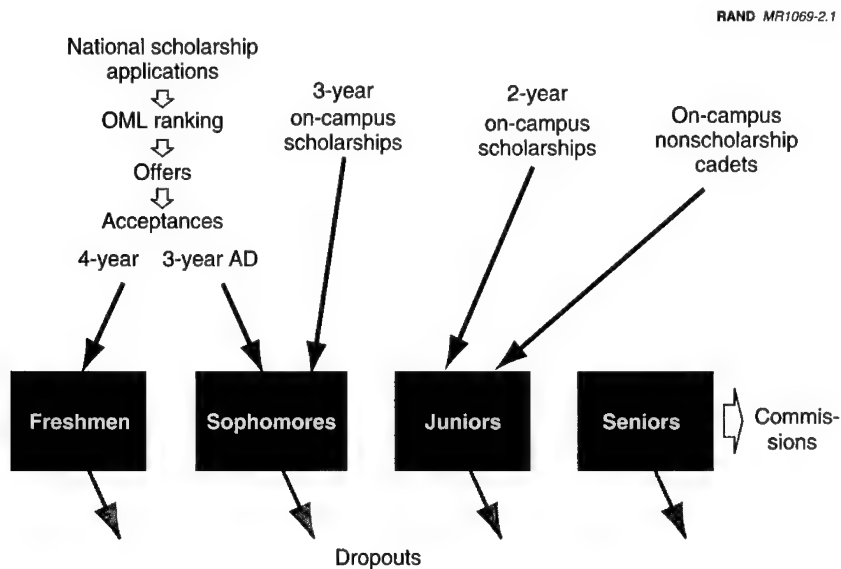 RAND MR1069-2.1
National scholarship
applications
OML ranking
Offers
Acceptances
4-year 3-year AD
3-year
on-campus
scholarships
2-year
on-campus
scholarships
On-campus
nonscholarship
cadets
Freshmen
Sophomores
Juniors
Seniors
Commis-
sions
Dropouts